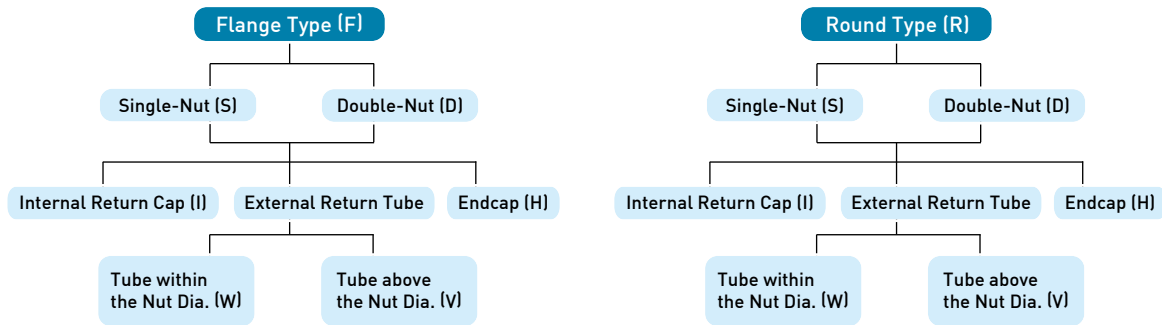 Flange Type (F)
Single-Nut (S)
Double-Nut (D)
Internal Return Cap (I)
External Return Tube
Endcap (H)
Tube within
the Nut Dia. (W)
Tube above
the Nut Dia. (V)
Round Type (R)
Single-Nut (S)
Double-Nut (D)
Internal Return Cap (I)
External Return Tube
Endcap (H)
Tube within
the Nut Dia. (W)
Tube above
the Nut Dia. (V)